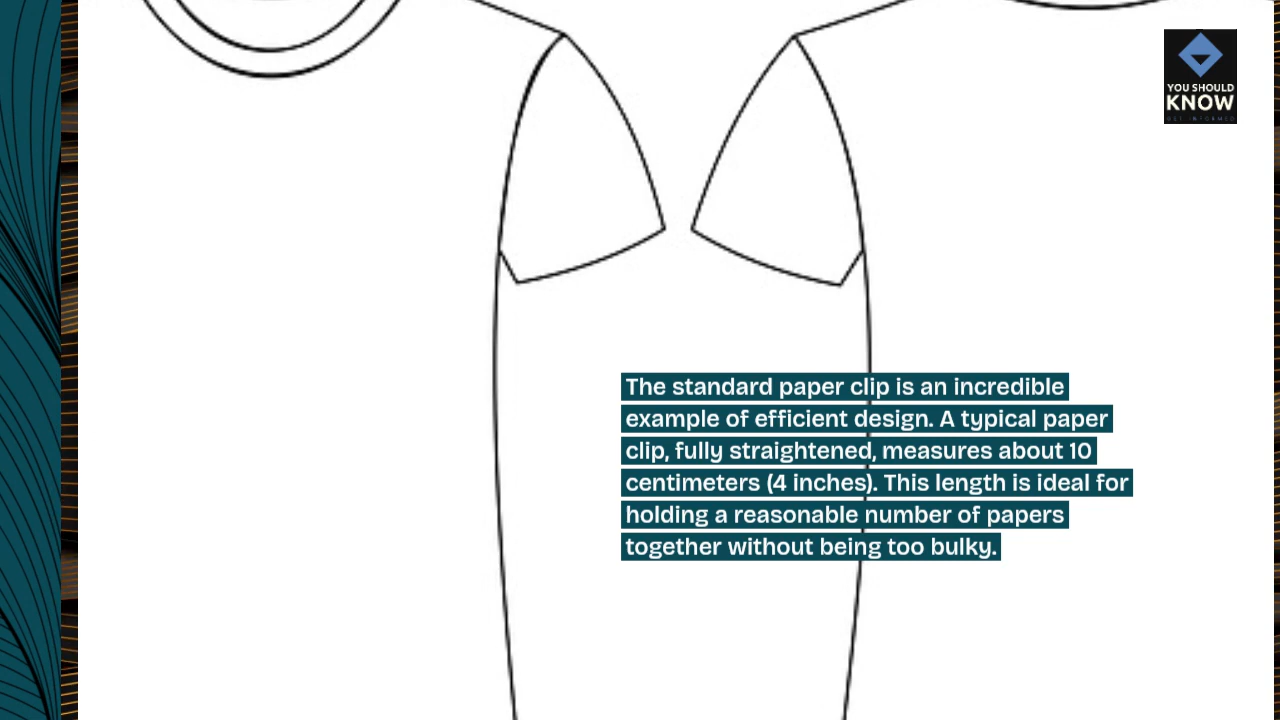 YOU SHOULD
KNOW
GET INFORMED
The standard paper clip is an incredible
example of efficient design. A typical paper
clip, fully straightened, measures about 10
centimeters (4 inches). This length is ideal for
holding a reasonable number of papers
together without being too bulky.